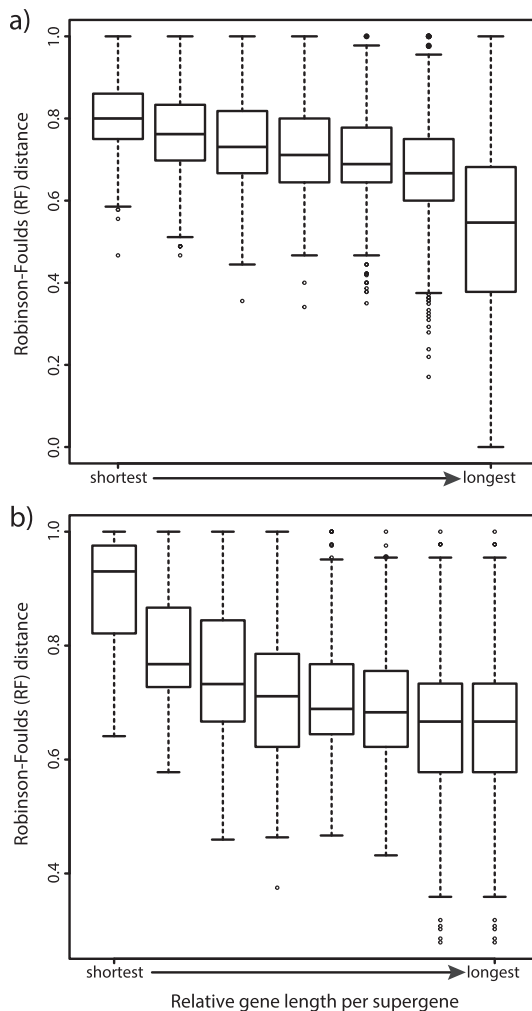 a)
Robinson-Foulds (RF) distance
1.0
0.8
0.6
0.4
0.2
0.0
shortest
longest
b)
Robinson-Foulds (RF) distance
1.0
0.8
0.6
0.4
shortest
longest
Relative gene length per supergene